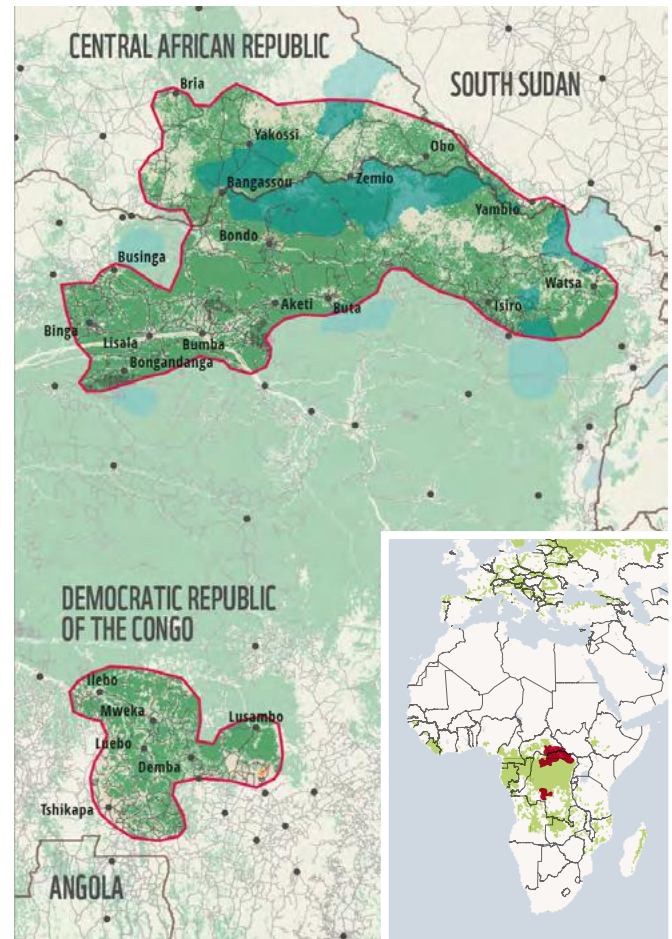 CENTRAL AFRICAN REPUBLIC
SOUTH SUDAN
Bria
Yakossi
Obo
Bangassou
Zemio
Yambio
Bondo
Businga
Watsa
Aketi
Buta
Isiro
Binga
Lisala
Bumba
Bongandanga
DEMOCRATIC REPUBLIC
OF THE CONGO
Ilebo
Mweka
Lusambo
Luebo
Demba
Tshikapa
ANGOLA